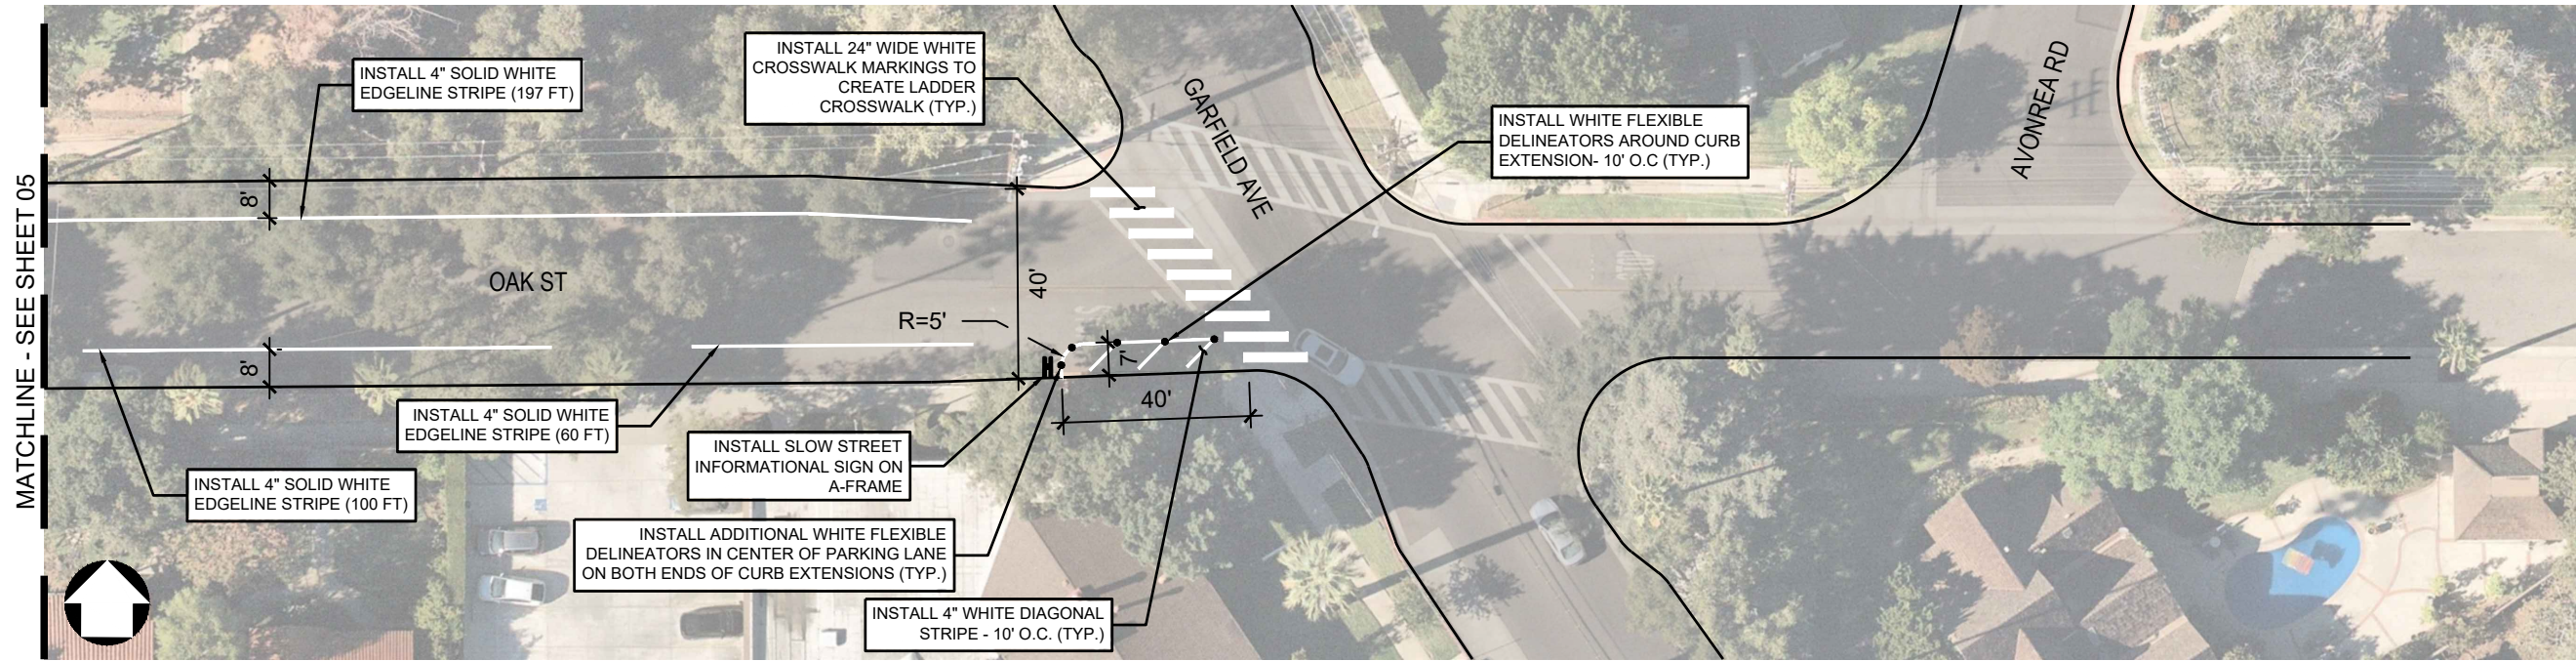 MATCHLINE - SEE SHEET 05
INSTALL 4" SOLID WHITE
EDGELINE STRIPE (197 FT)
INSTALL 24" WIDE WHITE
CROSSWALK MARKINGS TO
CREATE LADDER
CROSSWALK (TYP.)
GARFIELD AVE
INSTALL WHITE FLEXIBLE
DELINEATORS AROUND CURB
EXTENSION- 10' O.C (TYP.)
AVONREA RD
8'
OAK ST
40'
R=5'
7'
8'
40'
INSTALL 4" SOLID WHITE
EDGELINE STRIPE (60 FT)
INSTALL SLOW STREET
INFORMATIONAL SIGN ON
A-FRAME
INSTALL 4" SOLID WHITE
EDGELINE STRIPE (100 FT)
INSTALL ADDITIONAL WHITE FLEXIBLE
DELINEATORS IN CENTER OF PARKING LANE
ON BOTH ENDS OF CURB EXTENSIONS (TYP.)
INSTALL 4" WHITE DIAGONAL
STRIPE - 10' O.C. (TYP.)